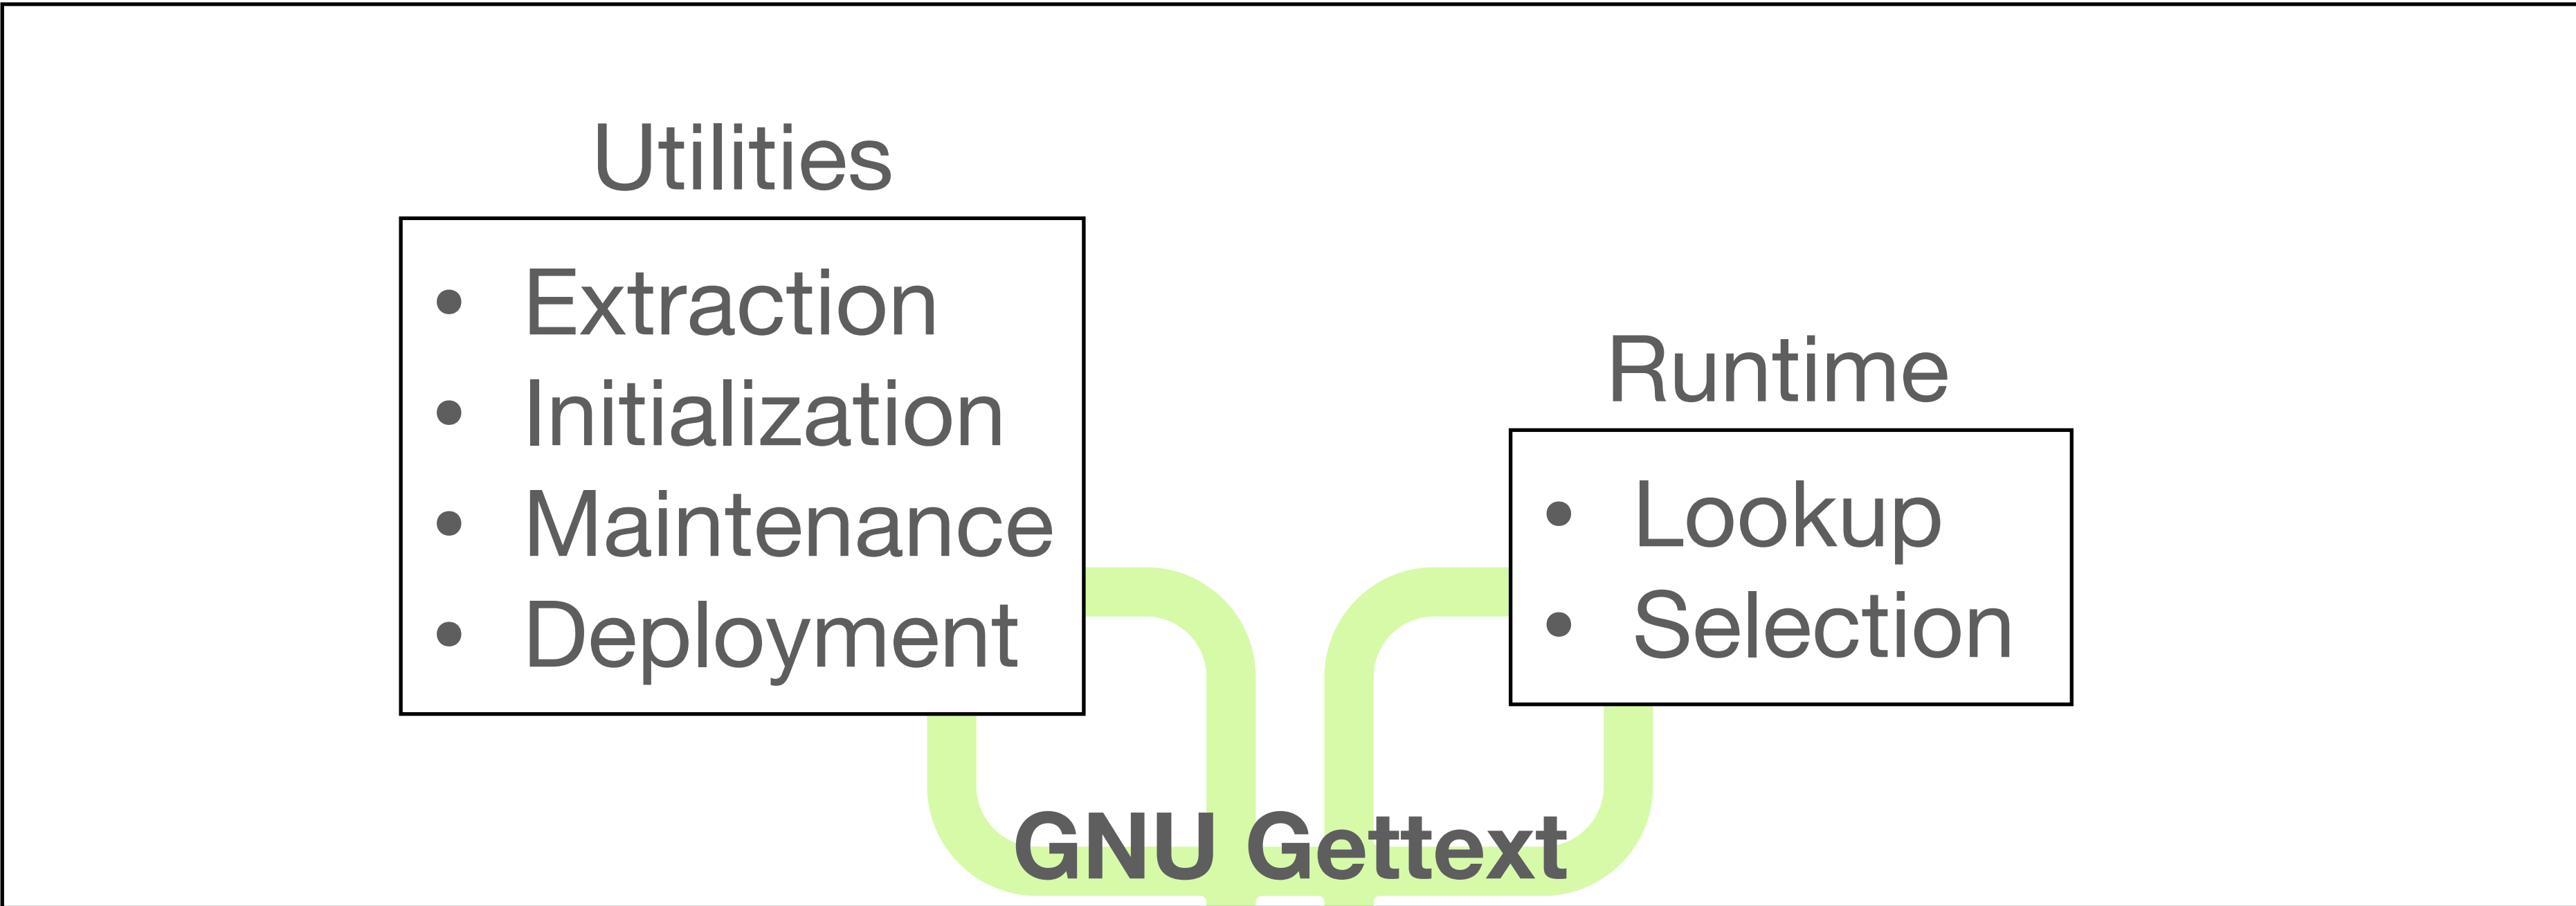 Utilities
• Extraction
• Initialization
• Maintenance
• Deployment
Runtime
• Lookup
• Selection
GNU Gettext